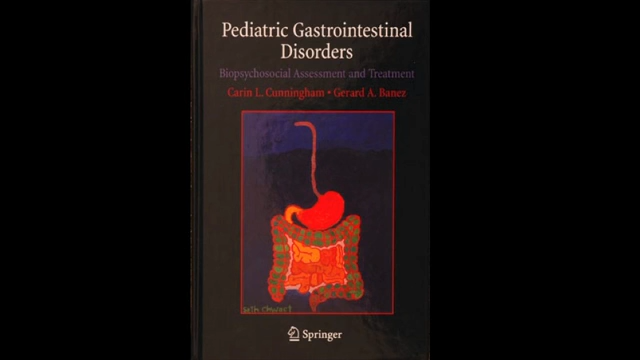 Pediatric Gastrointestinal
Disorders
Biopsychosocial Assessment and Treatment
Carin L. Cunningham • Gerard A. Banez
Springer